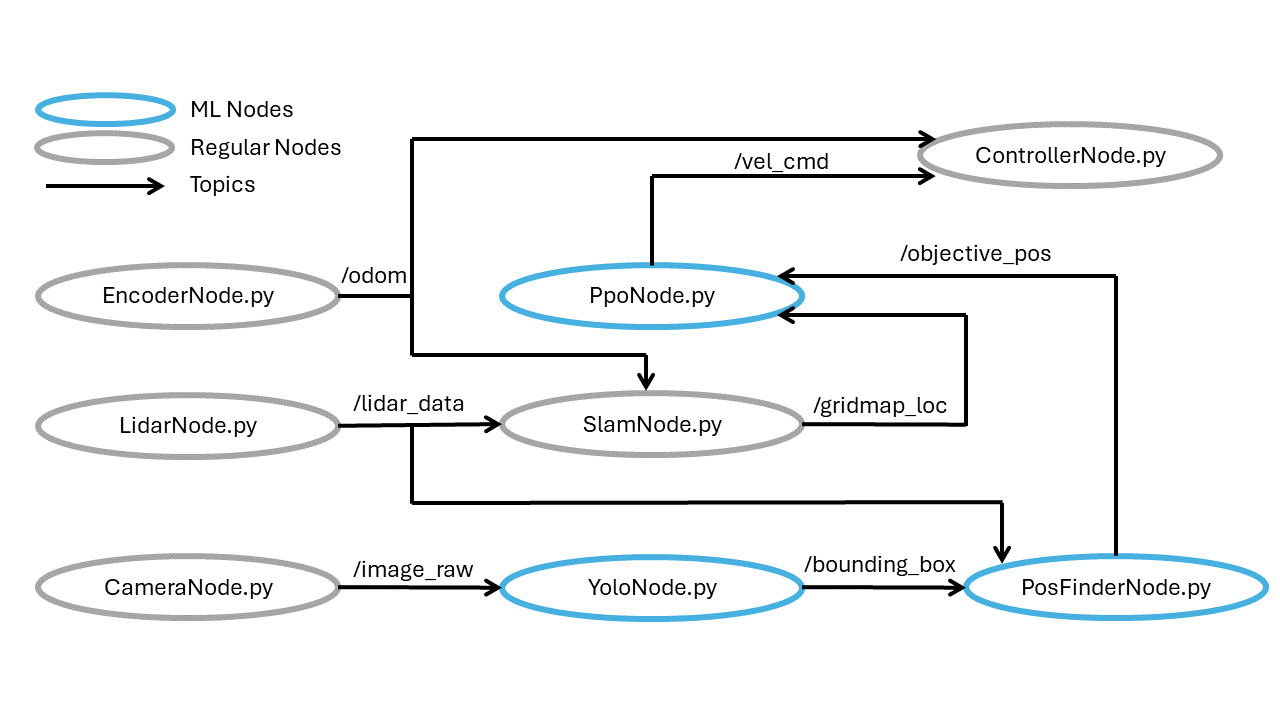 ML Nodes
Regular Nodes
Topics
ControllerNode.py
/vel_cmd
/objective_pos
/odom
EncoderNode.py
PpoNode.py
/lidar_data
/gridmap_loc
LidarNode.py
SlamNode.py
/image_raw
/bounding_box
CameraNode.py
YoloNode.py
PosFinderNode.py